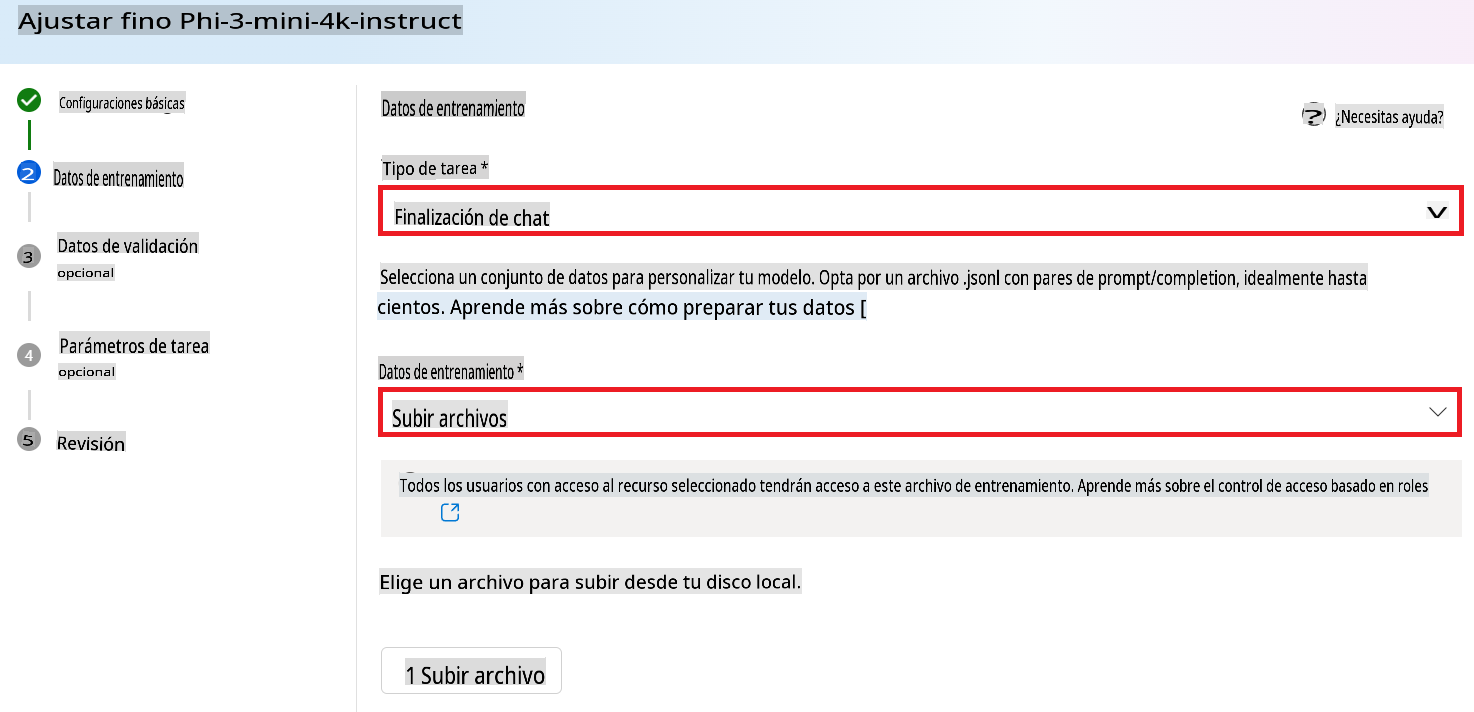 Ajustar fino Phi-3-mini-4k-instruct
Configuraciones básicas
2
Datos de entrenamiento
3
Datos de validación
opcional
4
Parámetros de tarea
opcional
5
Revisión
Datos de entrenamiento
? ¿Necesitas ayuda?
Tipo de tarea *
Finalización de chat
Selecciona un conjunto de datos para personalizar tu modelo. Opta por un archivo .jsonl con pares de prompt/completion, idealmente hasta
cientos. Aprende más sobre cómo preparar tus datos [
Datos de entrenamiento *
Subir archivos
Todos los usuarios con acceso al recurso seleccionado tendrán acceso a este archivo de entrenamiento. Aprende más sobre el control de acceso basado en roles
Elige un archivo para subir desde tu disco local.
1 Subir archivo